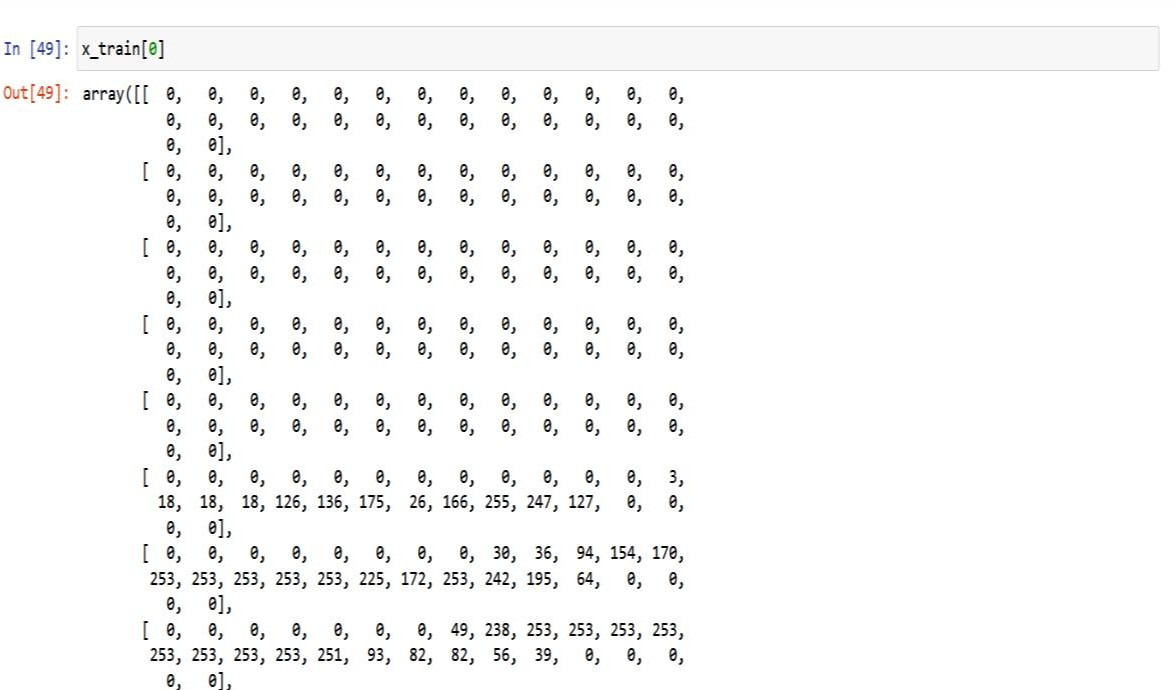 In [49]: x_train[0]
Out[49]: array([[ 0, 0, 0, 0, 0, 0, 0, 0, 0, 0, 0, 0, 0,
0, 0, 0, 0, 0, 0, 0, 0, 0, 0, 0, 0, 0,
0, 0],
[ 0, 0, 0, 0, 0, 0, 0, 0, 0, 0, 0, 0, 0,
0, 0, 0, 0, 0, 0, 0, 0, 0, 0, 0, 0, 0,
0, 0],
[ 0, 0, 0, 0, 0, 0, 0, 0, 0, 0, 0, 0, 0,
0, 0, 0, 0, 0, 0, 0, 0, 0, 0, 0, 0, 0,
0, 0],
[ 0, 0, 0, 0, 0, 0, 0, 0, 0, 0, 0, 0, 0,
0, 0, 0, 0, 0, 0, 0, 0, 0, 0, 0, 0, 0,
0, 0],
[ 0, 0, 0, 0, 0, 0, 0, 0, 0, 0, 0, 0, 0,
0, 0, 0, 0, 0, 0, 0, 0, 0, 0, 0, 0, 0,
0, 0],
[ 0, 0, 0, 0, 0, 0, 0, 0, 0, 0, 0, 0, 3,
18, 18, 18, 126, 136, 175, 26, 166, 255, 247, 127, 0, 0,
0, 0],
[ 0, 0, 0, 0, 0, 0, 0, 0, 30, 36, 94, 154, 170,
253, 253, 253, 253, 253, 225, 172, 253, 242, 195, 64, 0, 0,
0, 0],
[ 0, 0, 0, 0, 0, 0, 0, 49, 238, 253, 253, 253, 253,
253, 253, 253, 253, 251, 93, 82, 82, 56, 39, 0, 0, 0,
0, 0],